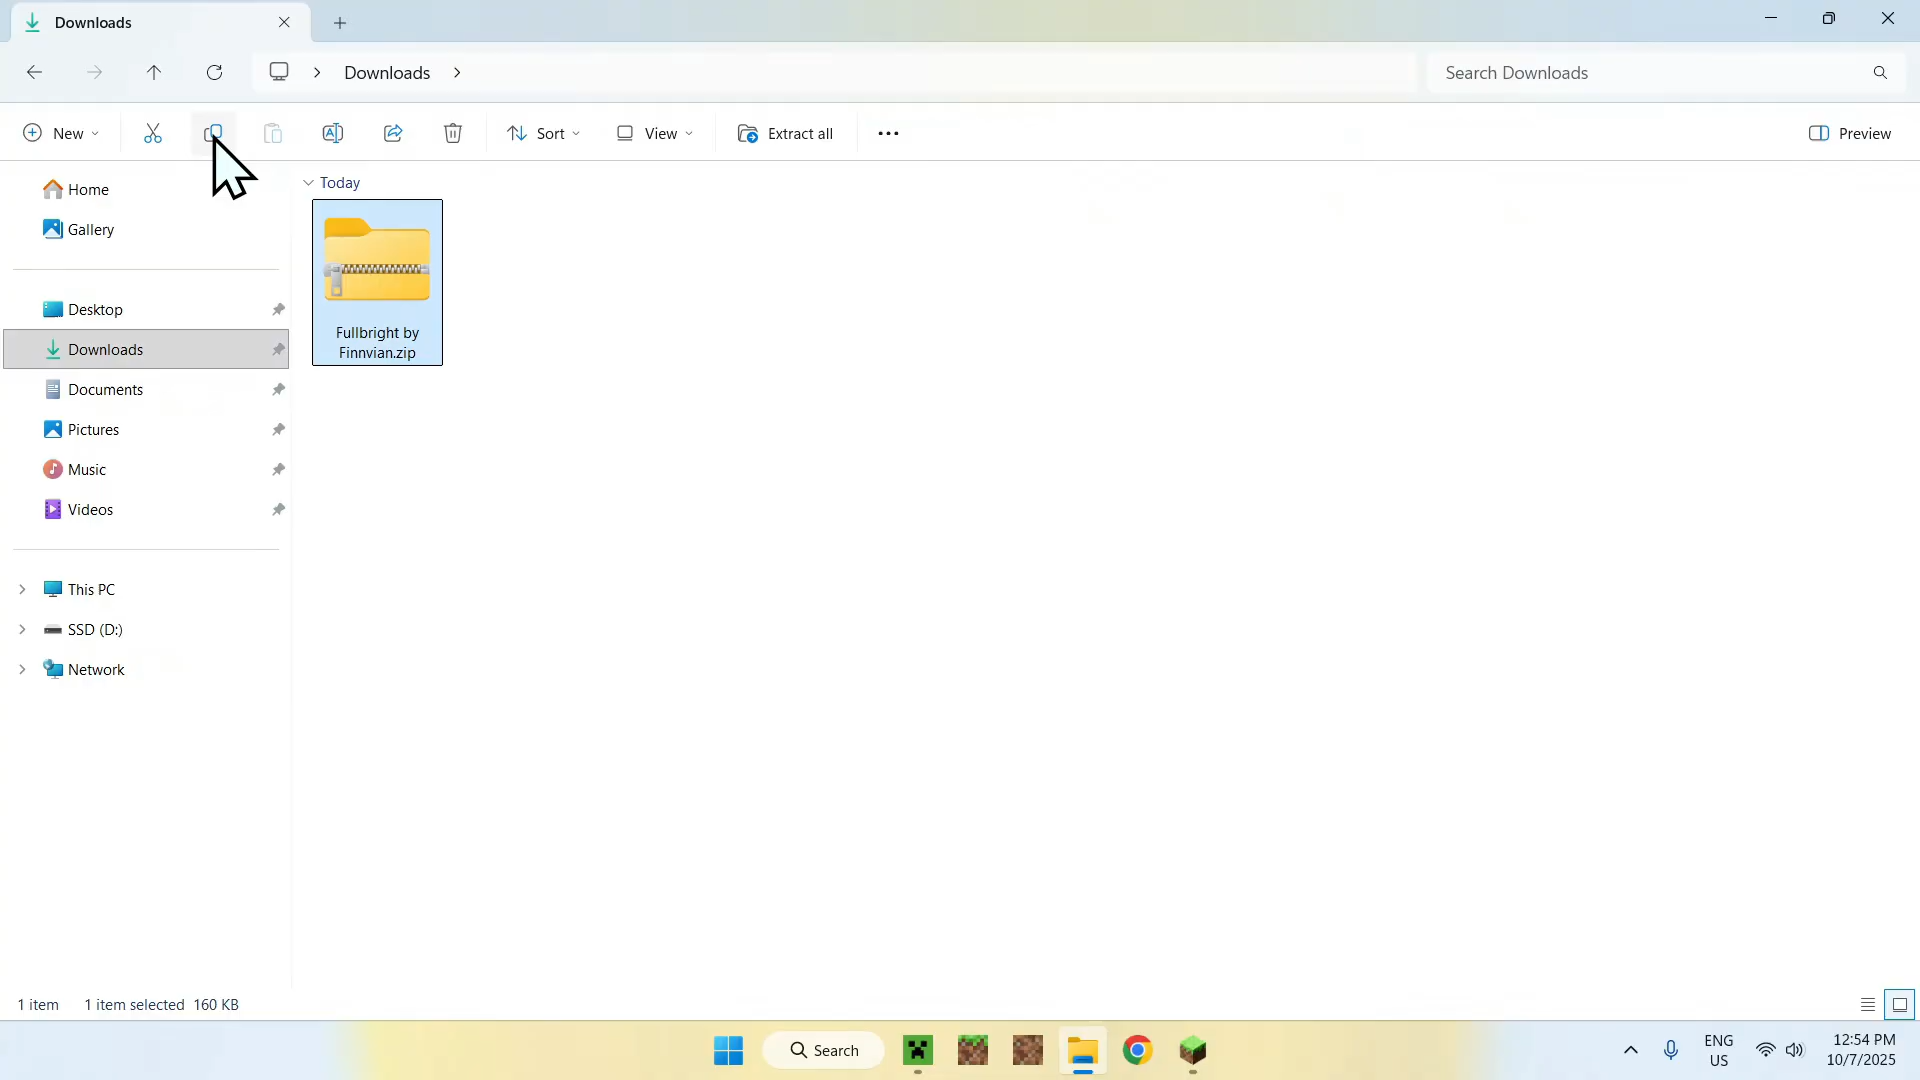 Downloads
Downloads
Search Downloads
New
Sort
View
Extract all
Preview
Home
Gallery
Desktop
Downloads
Documents
Pictures
Music
Videos
This PC
SSD (D:)
Network
Today
Fullbright by
Finnvian.zip
1 item 1 item selected 160 KB
Search
ENG
US
12:54 PM
10/7/2025